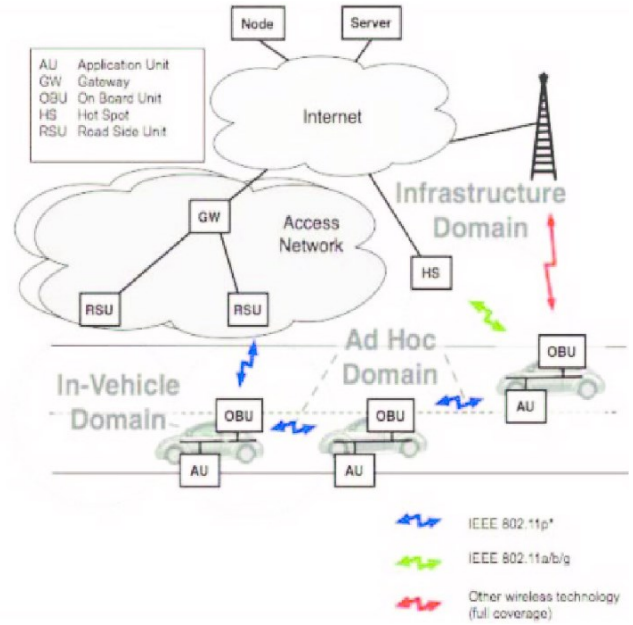 Node
Server
AU Application Unit
GW Gateway
OBU On Board Unit
HS Hot Spot
RSU Road Side Unit
Internet
Infrastructure
Domain
GW
Access
Network
HS
RSU
RSU
Ad Hoc
Domain
OBU
In-Vehicle
Domain
OBU
OBU
AU
AU
AU
IEEE 802.11p*
IEEE 802.11a/b/g
Other wireless technology
(full coverage)